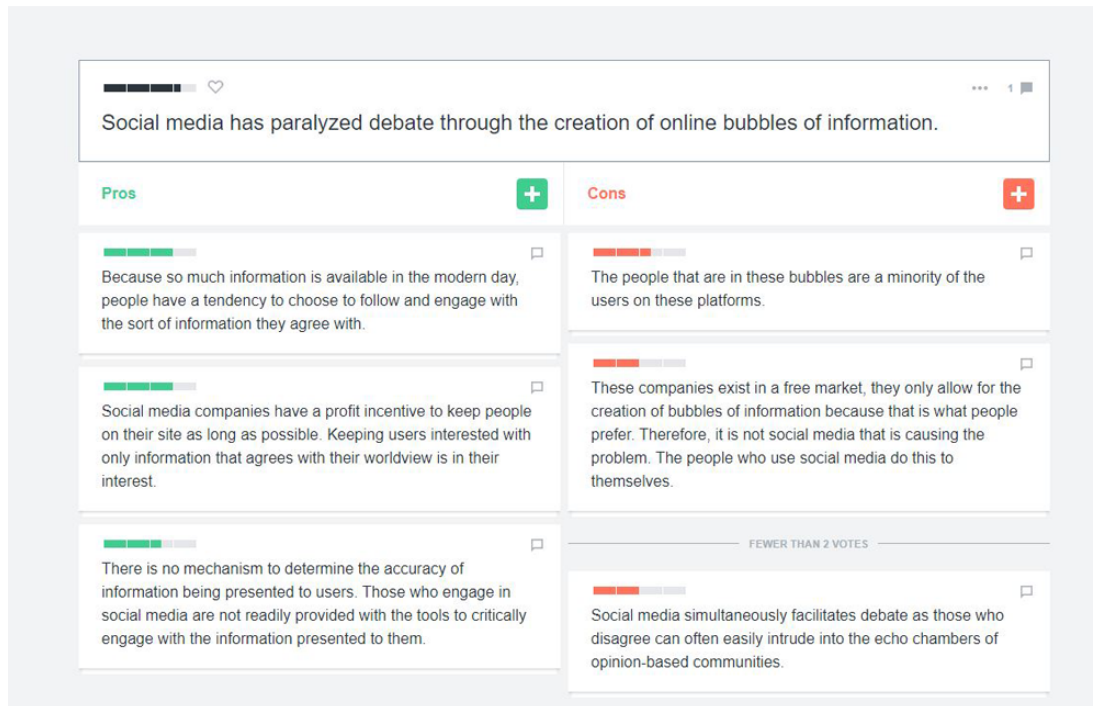 1
Social media has paralyzed debate through the creation of online bubbles of information.
Pros
Cons
Because so much information is available in the modern day,
people have a tendency to choose to follow and engage with
the sort of information they agree with.
Social media companies have a profit incentive to keep people
on their site as long as possible. Keeping users interested with
only information that agrees with their worldview is in their
interest.
There is no mechanism to determine the accuracy of
information being presented to users. Those who engage in
social media are not readily provided with the tools to critically
engage with the information presented to them.
The people that are in these bubbles are a minority of the
users on these platforms.
These companies exist in a free market, they only allow for the
creation of bubbles of information because that is what people
prefer. Therefore, it is not social media that is causing the
problem. The people who use social media do this to
themselves.
FEWER THAN 2 VOTES
Social media simultaneously facilitates debate as those who
disagree can often easily intrude into the echo chambers of
opinion-based communities.